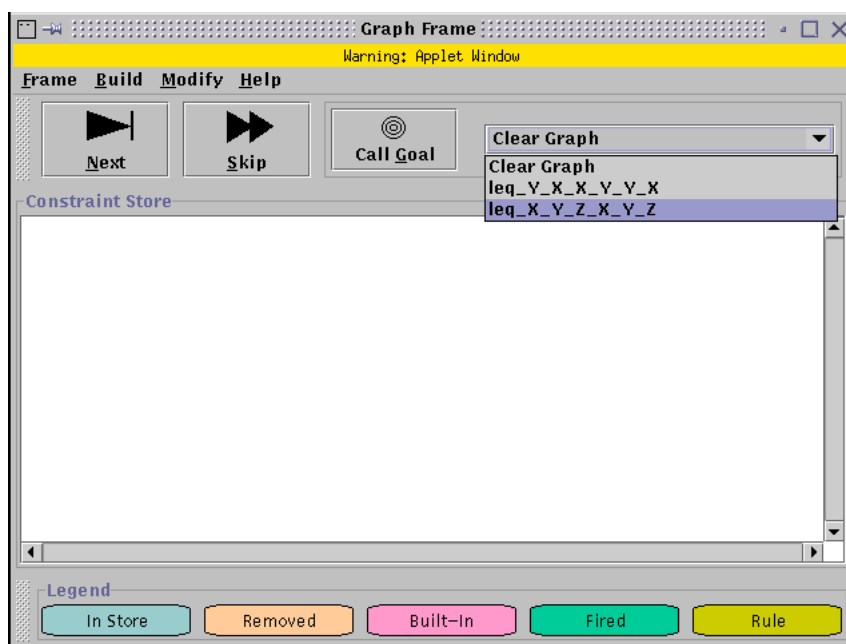 Graph Frame
Warning: Applet Window
Frame Build Modify Help
Next Skip Call Goal Clear Graph
Clear Graph
leq_Y_X_X_Y_Y_X
leq_X_Y_Z_X_Y_Z
Constraint Store
Legend
In Store Removed Built-In Fired Rule